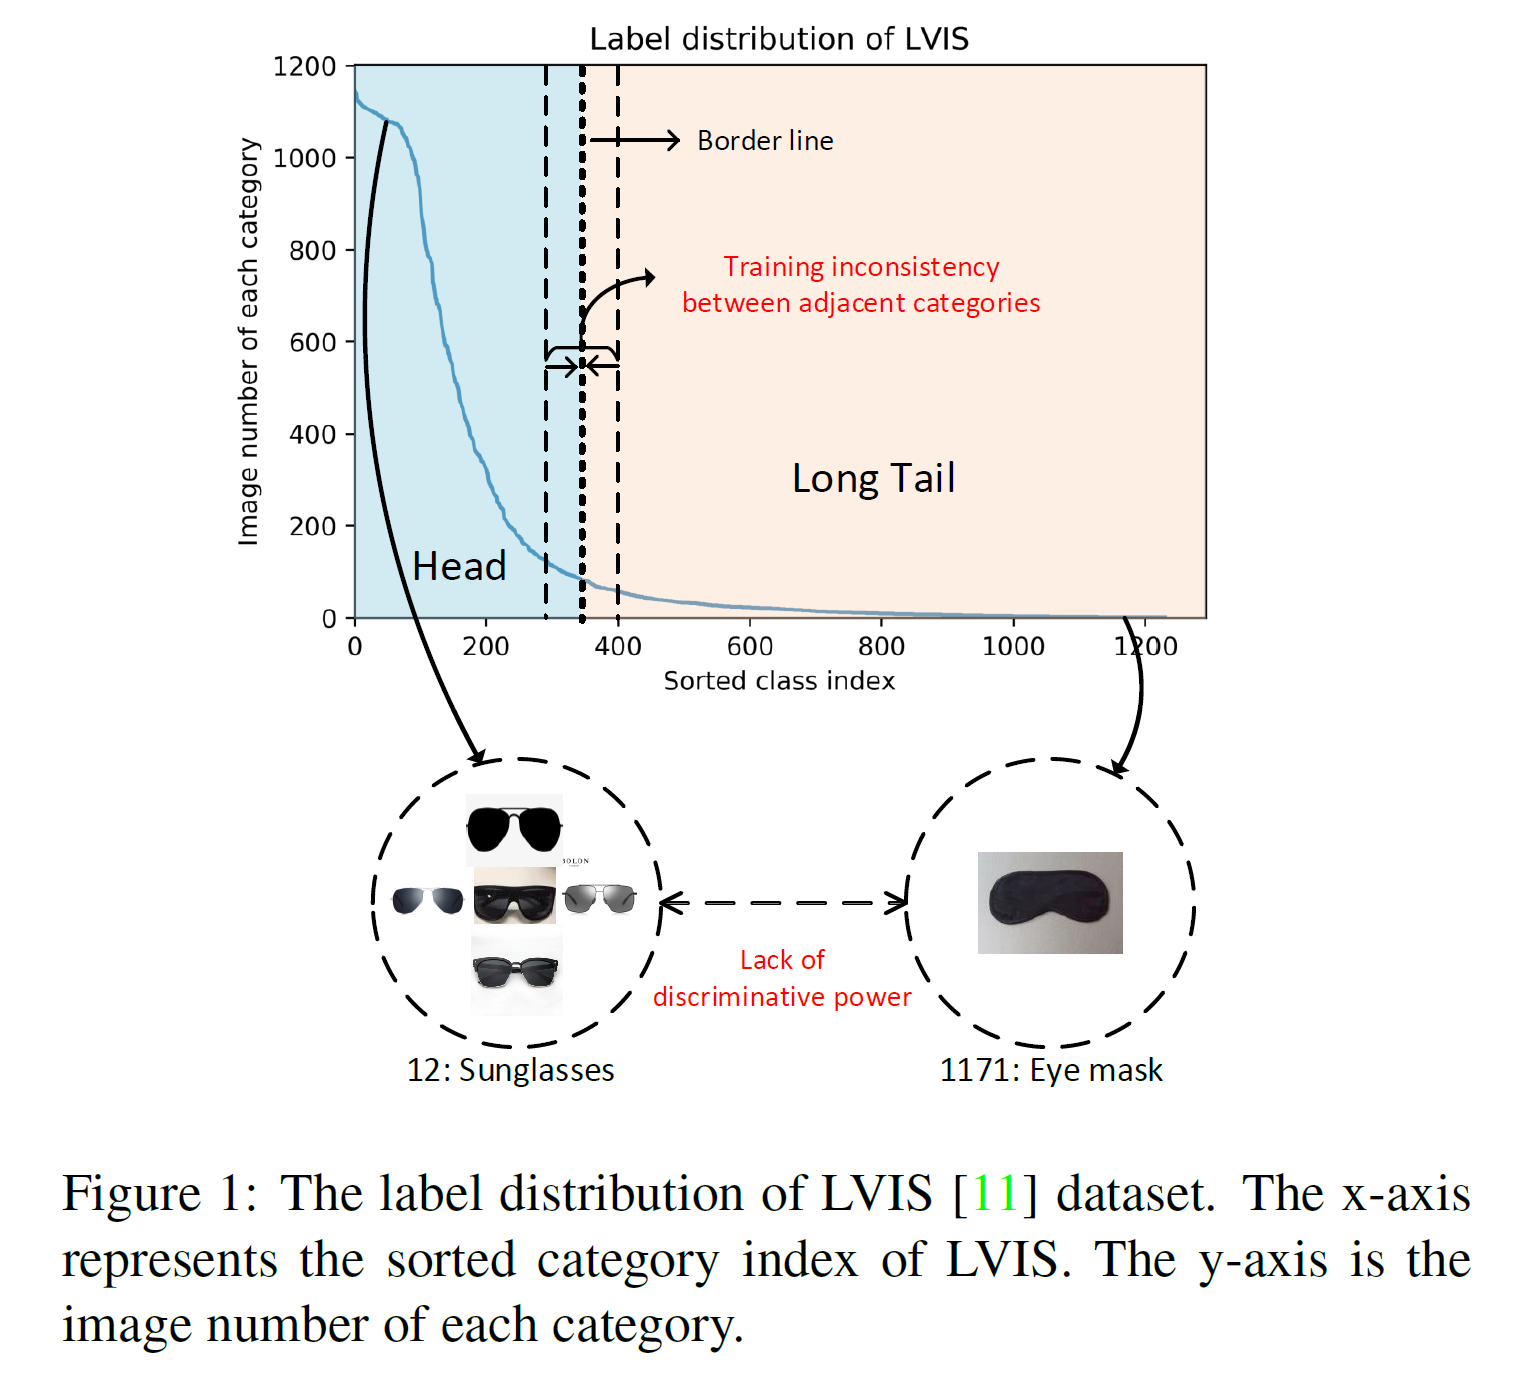 Label distribution of LVIS
1200
1000
800
600
400
200
0
Image number of each category
Border line
Training inconsistency
between adjacent categories
Long Tail
Head
0 200 400 600 800 1000 1200
Sorted class index
BOLON
Lack of
discriminative power
12: Sunglasses
1171: Eye mask
Figure 1: The label distribution of LVIS [11] dataset. The x-axis
represents the sorted category index of LVIS. The y-axis is the
image number of each category.